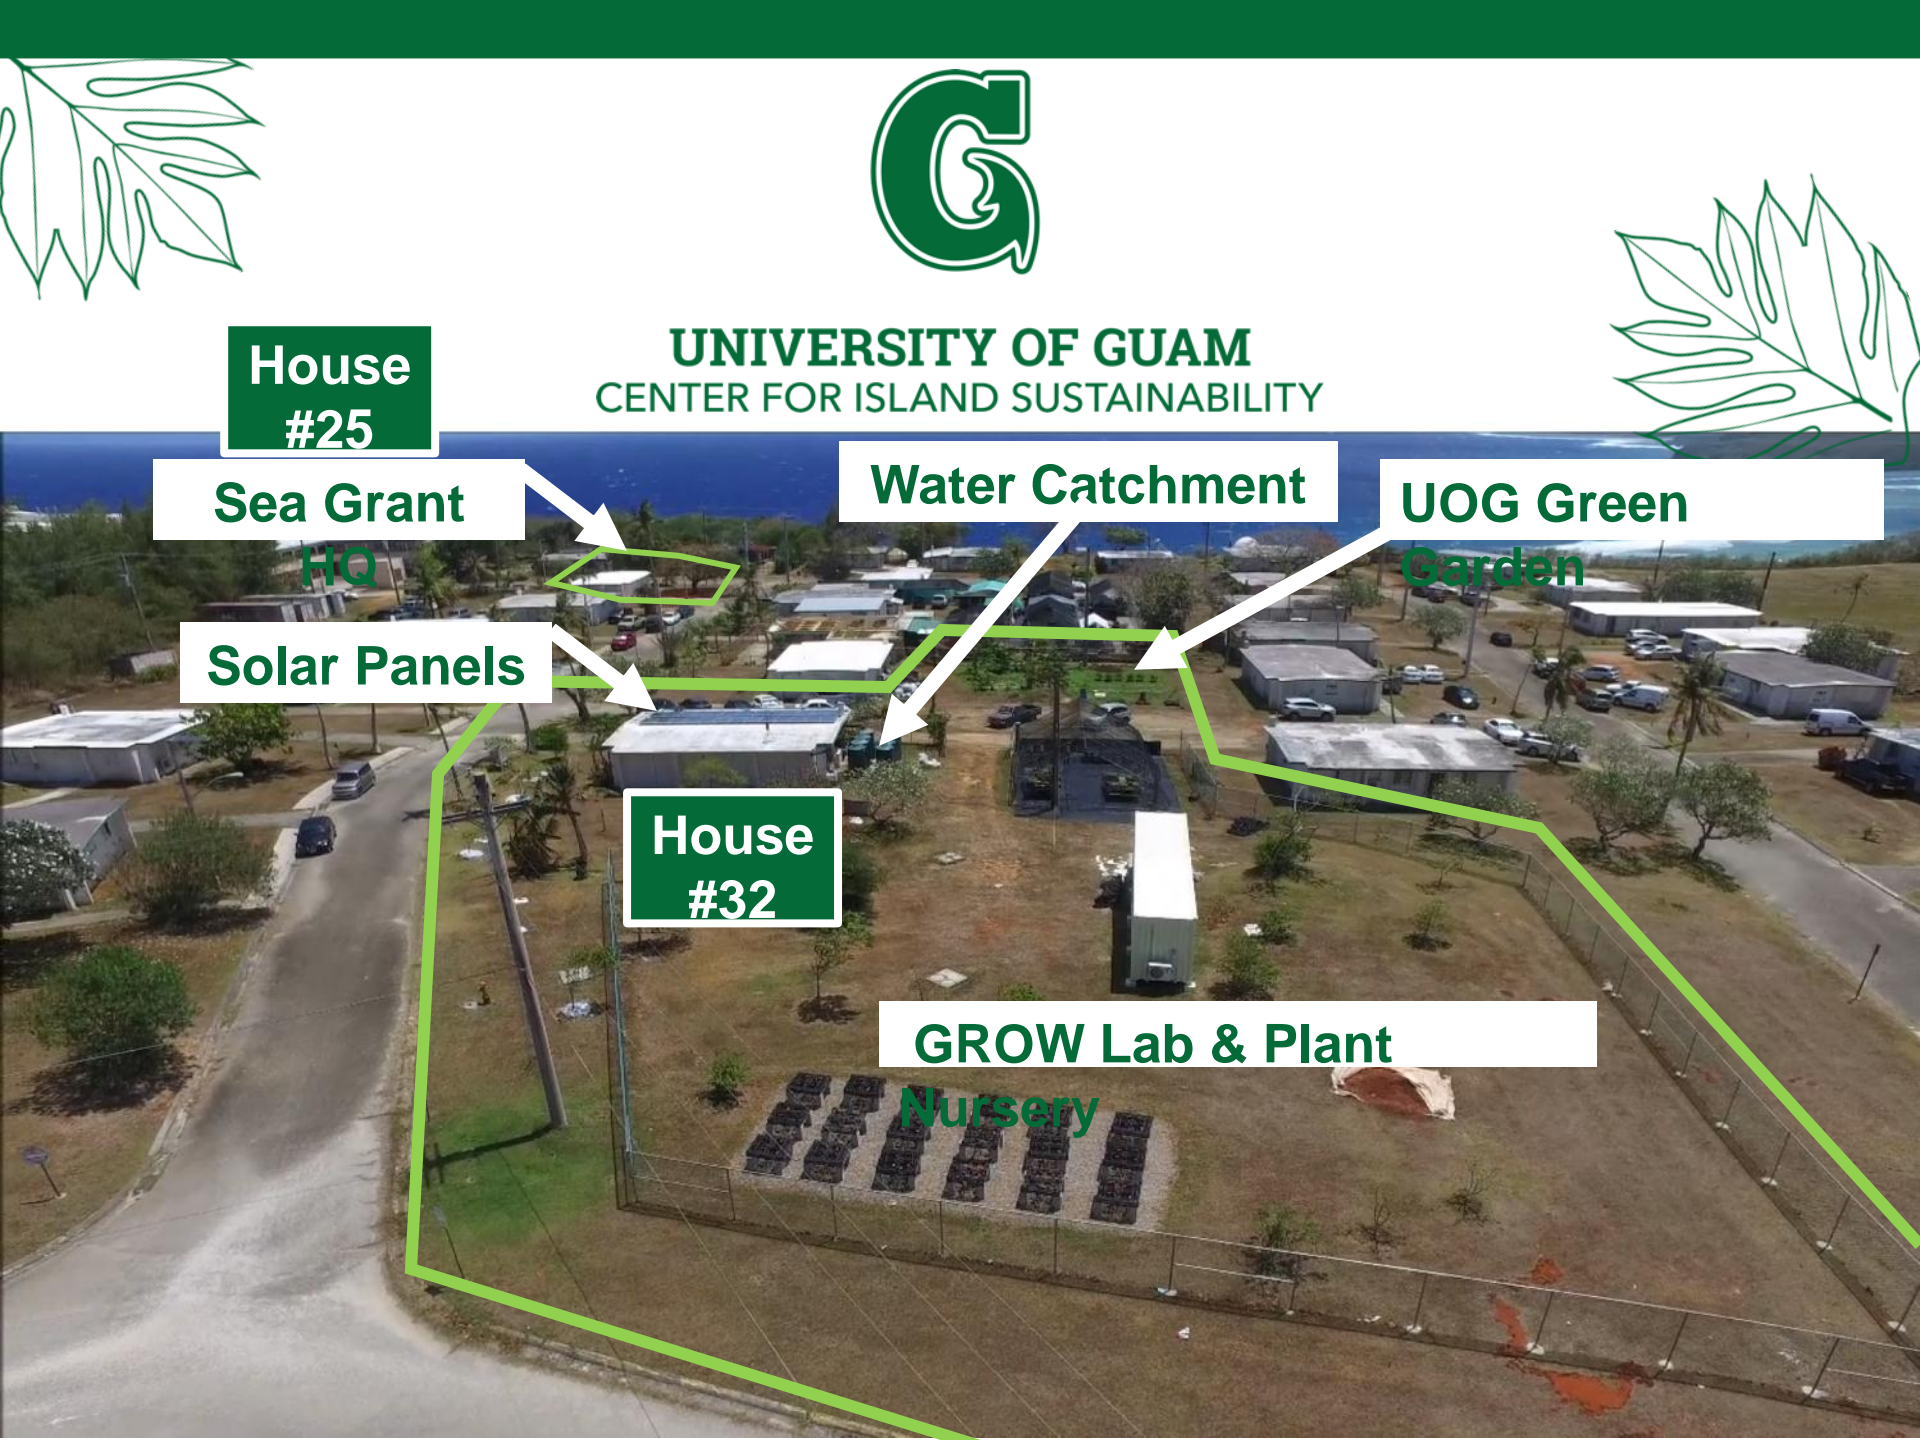 G
UNIVERSITY OF GUAM
CENTER FOR ISLAND SUSTAINABILITY
House
#25
Sea Grant
HQ
Water Catchment
UOG Green
Garden
Solar Panels
House
#32
GROW Lab & Plant
Nursery